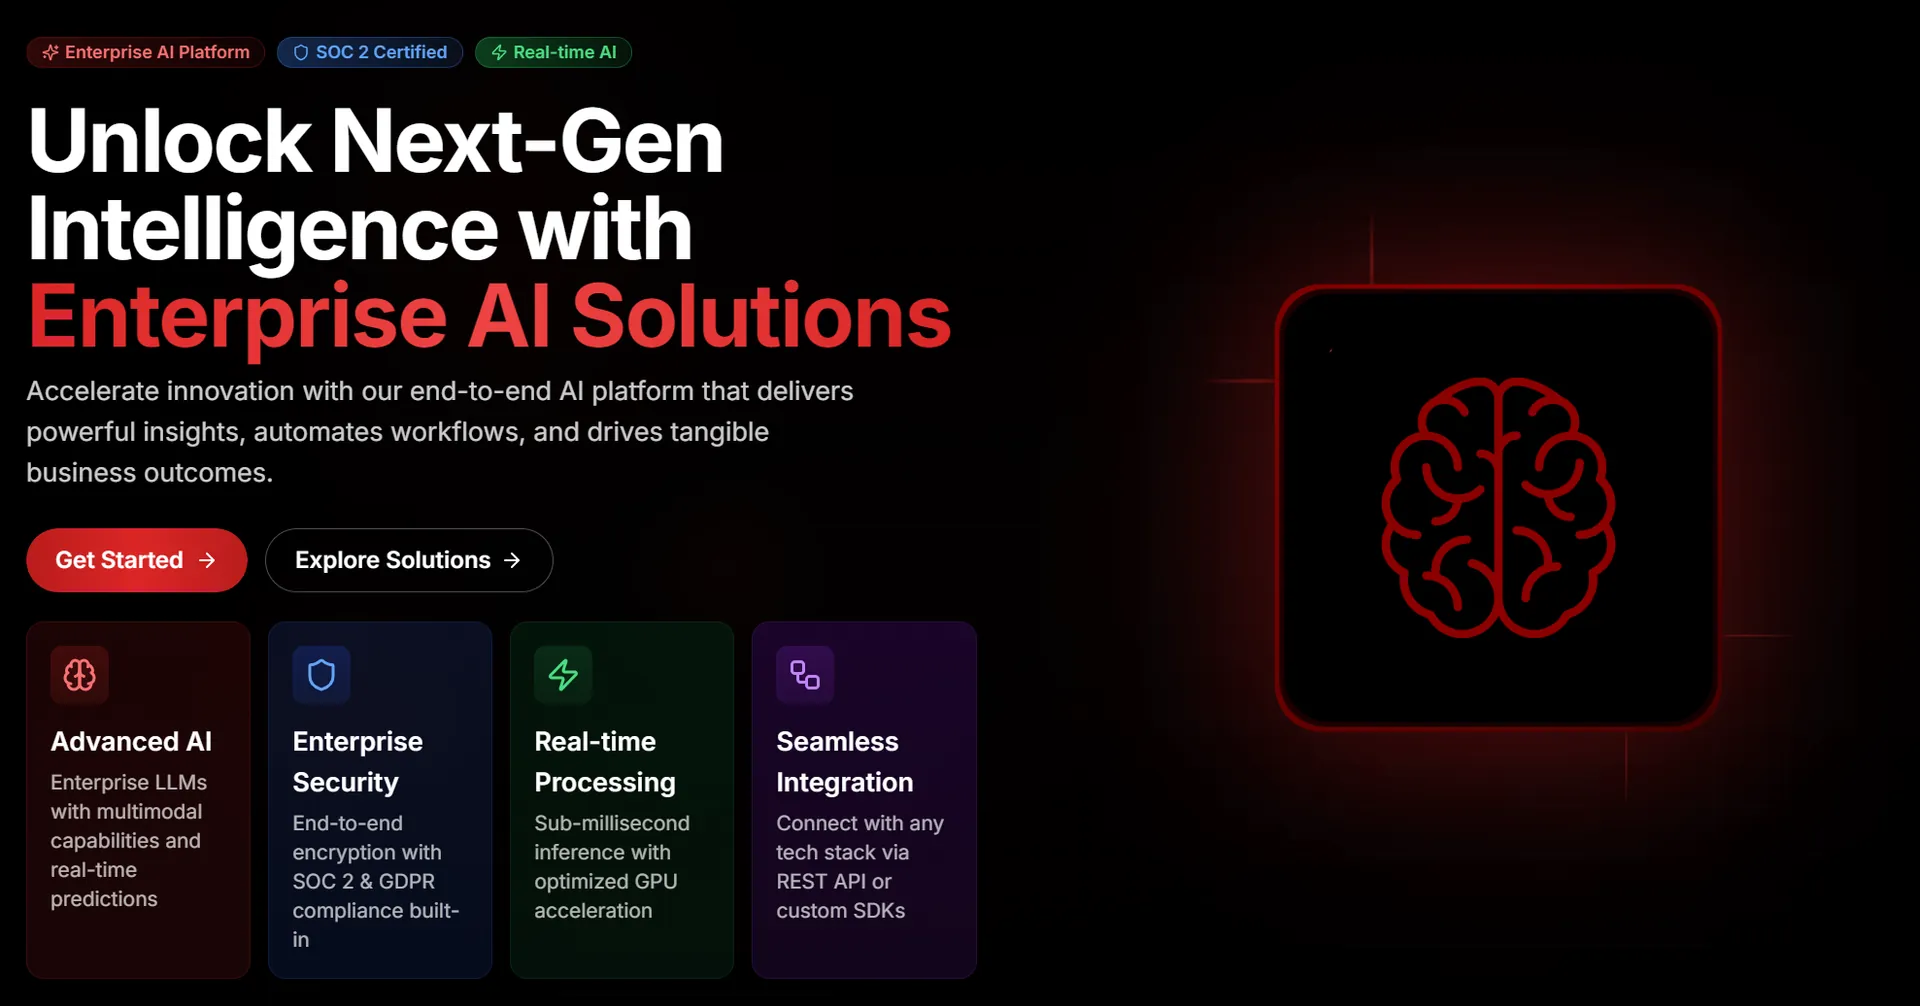 Enterprise AI Platform
SOC 2 Certified
Real-time AI
Unlock Next-Gen
Intelligence with
Enterprise AI Solutions
Accelerate innovation with our end-to-end AI platform that delivers
powerful insights, automates workflows, and drives tangible
business outcomes.
Get Started →
Explore Solutions →
Advanced AI
Enterprise LLMs
with multimodal
capabilities and
real-time
predictions
Enterprise
Security
End-to-end
encryption with
SOC 2 & GDPR
compliance built-
in
Real-time
Processing
Sub-millisecond
inference with
optimized GPU
acceleration
Seamless
Integration
Connect with any
tech stack via
REST API or
custom SDKs